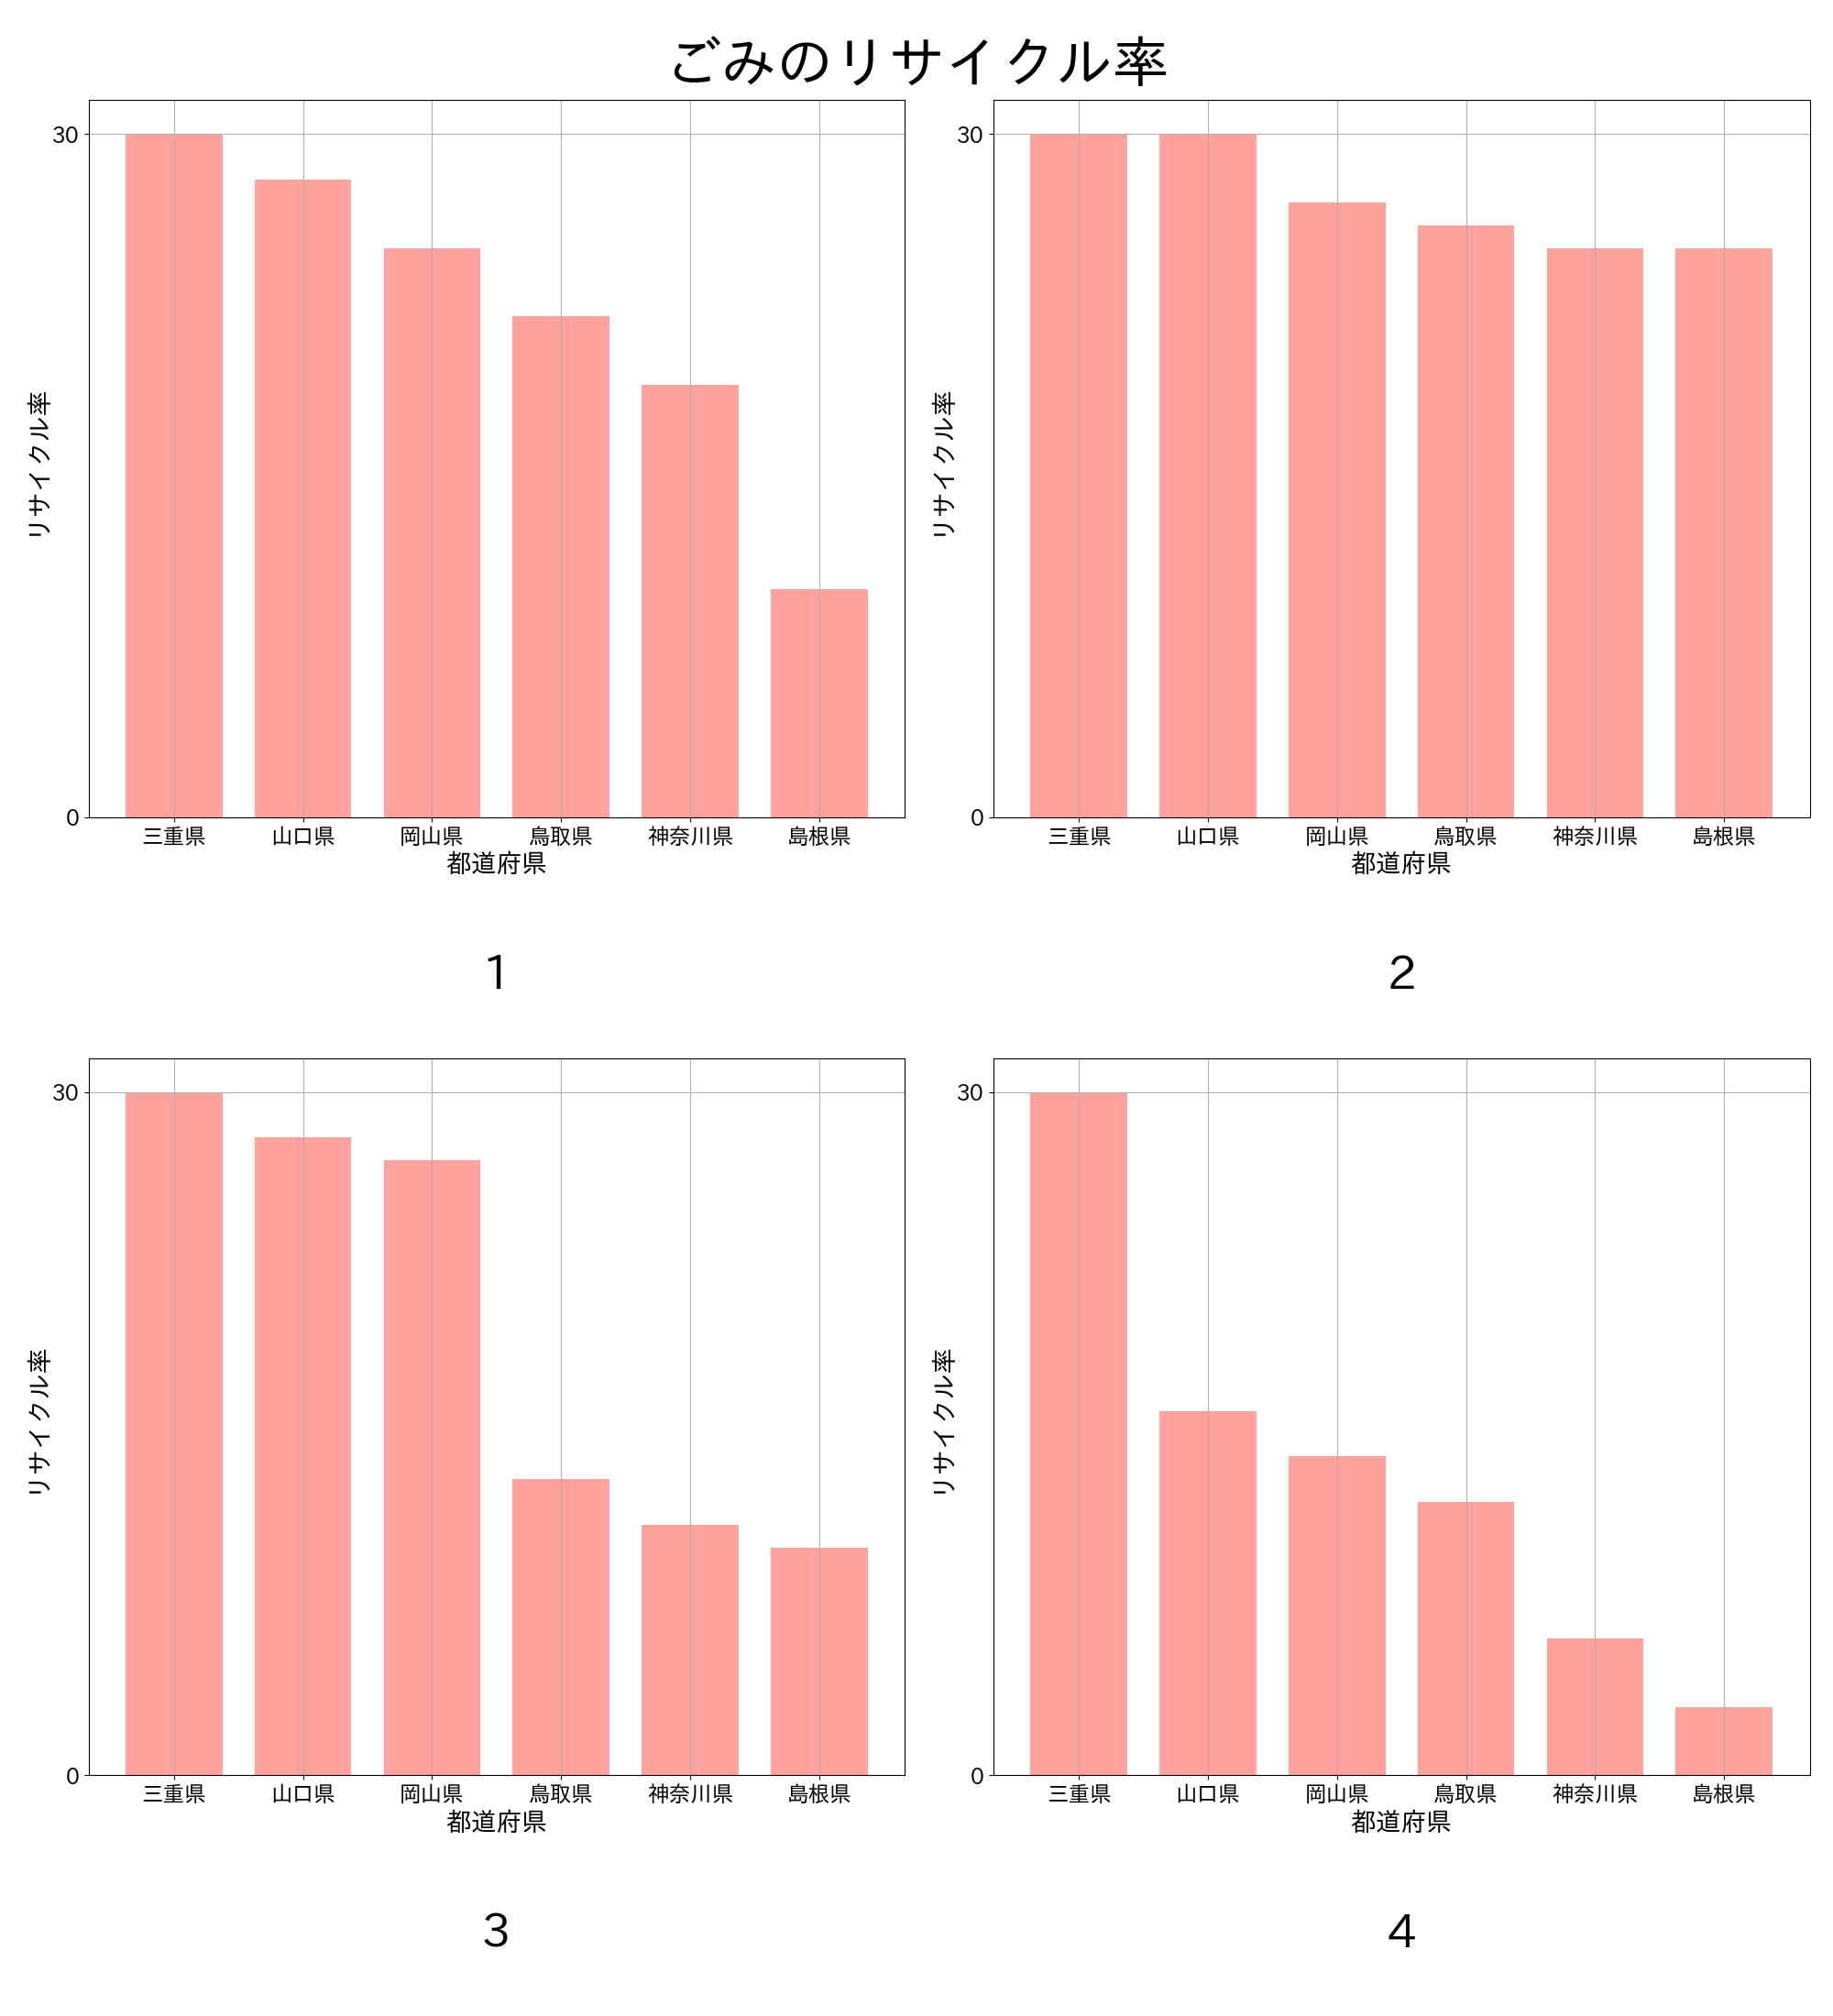 ごみのリサイクル率
30
0
リサイクル率
三重県 山口県 岡山県 鳥取県 神奈川県 島根県
都道府県
1
30
0
リサイクル率
三重県 山口県 岡山県 鳥取県 神奈川県 島根県
都道府県
2
30
0
リサイクル率
三重県 山口県 岡山県 鳥取県 神奈川県 島根県
都道府県
3
30
0
リサイクル率
三重県 山口県 岡山県 鳥取県 神奈川県 島根県
都道府県
4